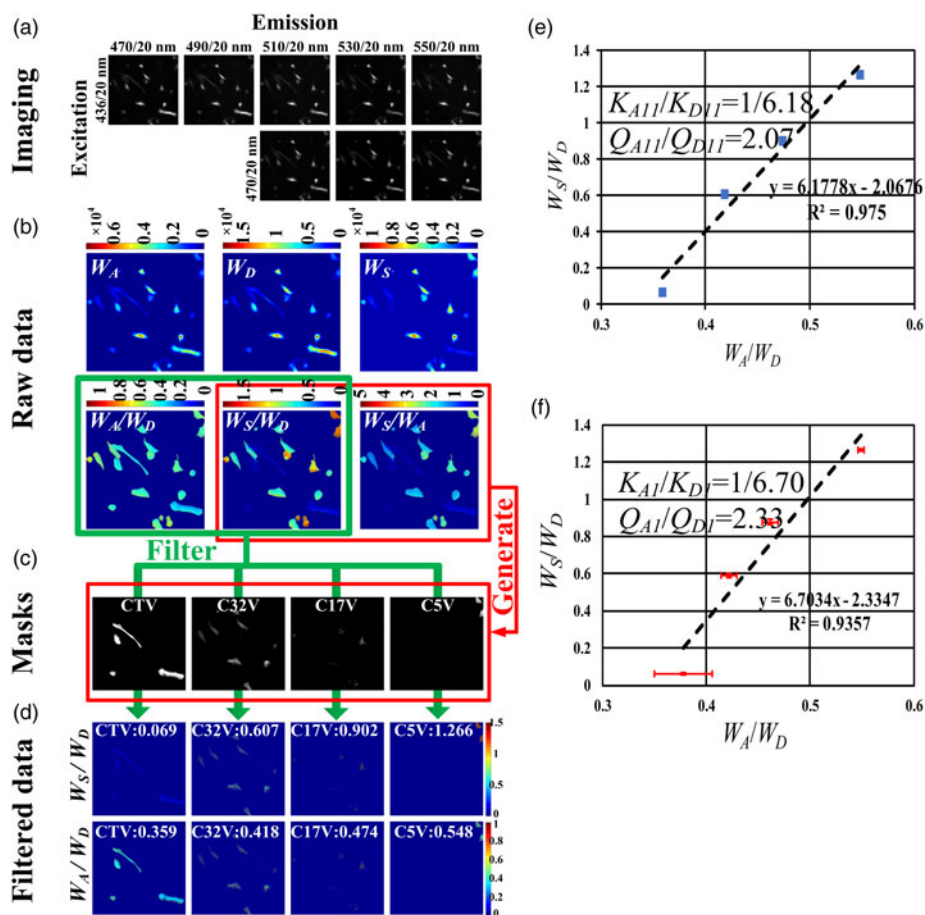 (a)
Emission
470/20 nm 490/20 nm 510/20 nm 530/20 nm 550/20 nm
Imaging
Excitation
436/20 nm
470/20 nm
(b)
Raw data
×10⁴ 0.6 0.4 0.2 0
×10⁴ 1.5 1 0.5 0
×10⁴ 0.6 0.4 0.2 0
W_A
W_D
W_S
1 0.8 0.6 0.4 0.2 0
1.5 1 0.5 0
5 4 3 2 1 0
W_A/W_D
W_S/W_D
W_S/W_A
Filter
Generate
(c)
Masks
CTV
C32V
C17V
C5V
(d)
Filtered data
W_S/W_D
CTV:0.069
C32V:0.607
C17V:0.902
C5V:1.266
1.5
1
0.5
0
W_A/W_D
CTV:0.359
C32V:0.418
C17V:0.474
C5V:0.548
1
0.8
0.6
0.4
0.2
0
(e)
1.4
1.2
1
0.8
0.6
0.4
0.2
0
W_S/W_D
K_A11/K_D11=1/6.18
Q_A11/Q_D11=2.07
y = 6.1778x - 2.0676
R² = 0.975
0.3 0.4 0.5 0.6
W_A/W_D
(f)
1.4
1.2
1
0.8
0.6
0.4
0.2
0
W_S/W_D
K_A1/K_D1=1/6.70
Q_A1/Q_D1=2.33
y = 6.7034x - 2.3347
R² = 0.9357
0.3 0.4 0.5 0.6
W_A/W_D